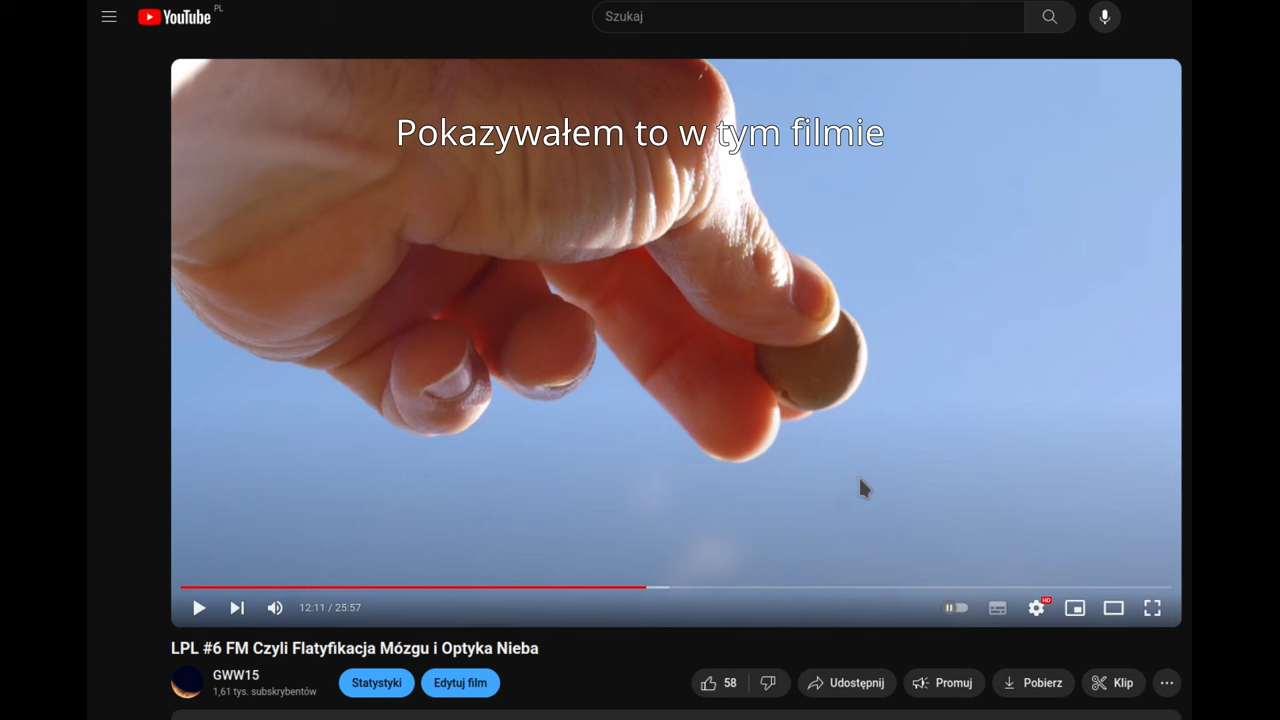 YouTube PL
Szukaj
Pokazywałem to w tym filmie
12:11 / 25:57
HD
LPL #6 FM Czyli Flatyfikacja Mózgu i Optyka Nieba
GWW15
1,61 tys. subskrybentów
Statystyki
Edytuj film
58
Udostępnij
Promuj
Pobierz
Klip